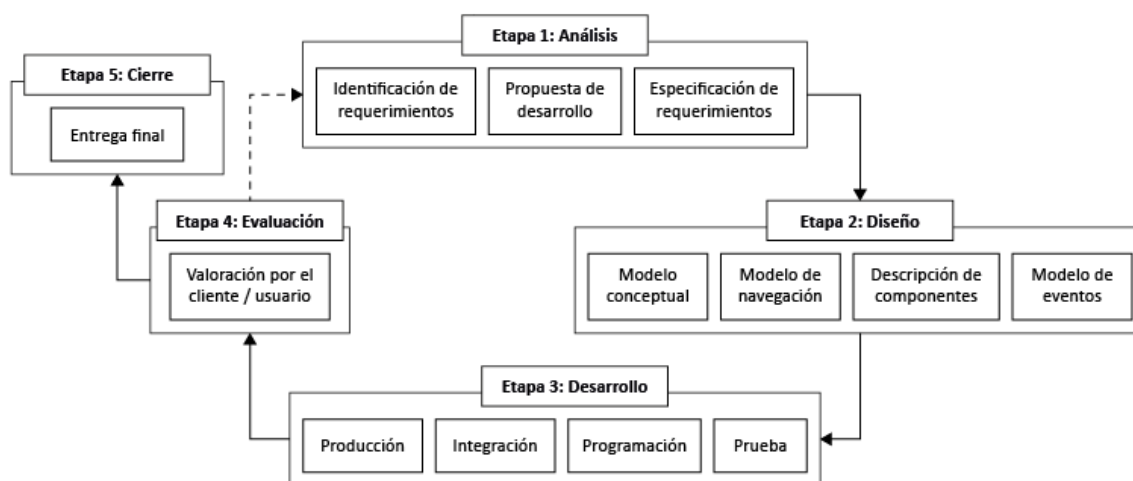 Etapa 1: Análisis
Identificación de
requerimientos
Propuesta de
desarrollo
Especificación de
requerimientos
Etapa 2: Diseño
Modelo
conceptual
Modelo de
navegación
Descripción de
componentes
Modelo de
eventos
Etapa 3: Desarrollo
Producción
Integración
Programación
Prueba
Etapa 4: Evaluación
Valoración por el
cliente / usuario
Etapa 5: Cierre
Entrega final